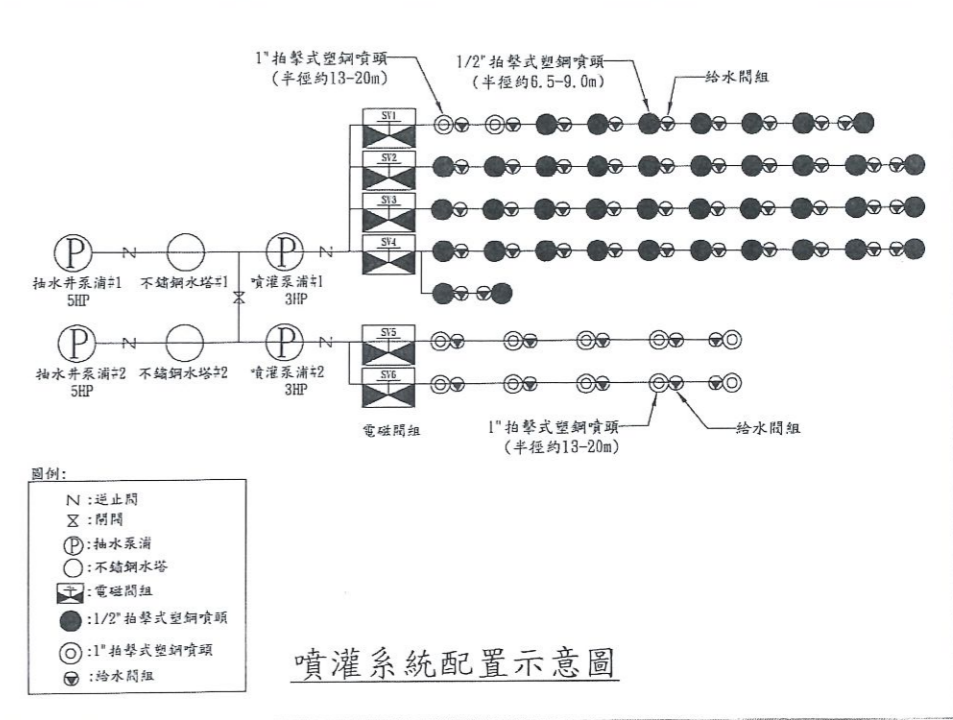 1"拍擊式塑鋼噴頭
(半徑約13-20m)
1/2"拍擊式塑鋼噴頭
(半徑約6.5-9.0m)
給水閥組
SV1
SV2
SV3
SV4
P
抽水井泵浦#1
5HP
不鏽鋼水塔#1
P
噴灌泵浦#1
3HP
P
抽水井泵浦#2
5HP
不鏽鋼水塔#2
P
噴灌泵浦#2
3HP
SV5
SV6
電磁閥組
1"拍擊式塑鋼噴頭
(半徑約13-20m)
給水閥組
圖例:
:逆止閥
:閘閥
P:抽水泵浦
:不鏽鋼水塔
:電磁閥組
:1/2"拍擊式塑鋼噴頭
:1"拍擊式塑鋼噴頭
:給水閥組
噴灌系統配置示意圖